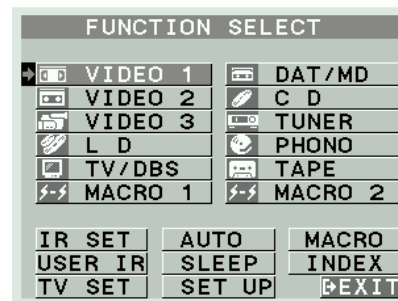 FUNCTION SELECT
VIDEO 1 DAT/MD
VIDEO 2 C D
VIDEO 3 TUNER
L D PHONO
TV/DBS TAPE
MACRO 1 MACRO 2
IR SET AUTO MACRO
USER IR SLEEP INDEX
TV SET SET UP EXIT